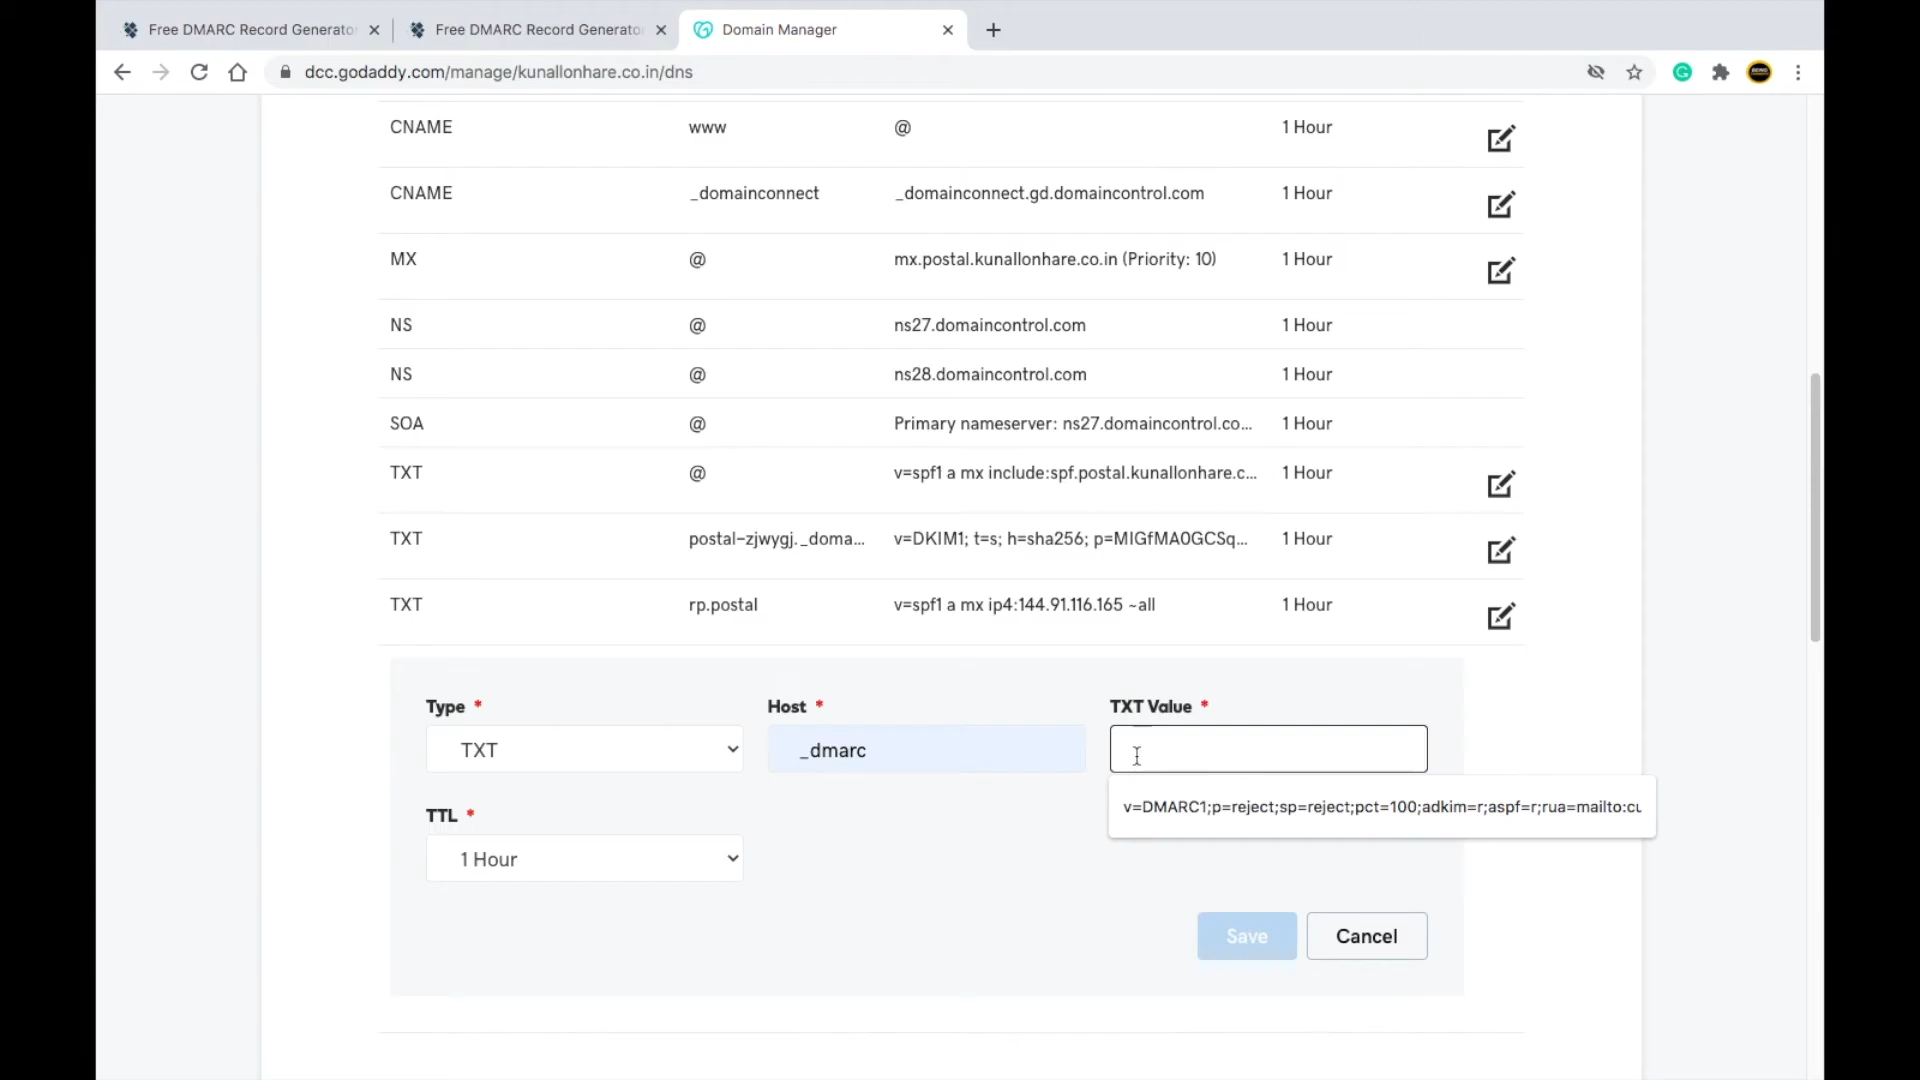 Free DMARC Record Generato
Free DMARC Record Generato
Domain Manager
dcc.godaddy.com/manage/kunallonhare.co.in/dns
CNAME www @ 1 Hour
CNAME _domainconnect _domainconnect.gd.domaincontrol.com 1 Hour
MX @ mx.postal.kunallonhare.co.in (Priority: 10) 1 Hour
NS @ ns27.domaincontrol.com 1 Hour
NS @ ns28.domaincontrol.com 1 Hour
SOA @ Primary nameserver: ns27.domaincontrol.co... 1 Hour
TXT @ v=spf1 a mx include:spf.postal.kunallonhare.c... 1 Hour
TXT postal-zjwygj._doma... v=DKIM1; t=s; h=sha256; p=MIGfMA0GCSq... 1 Hour
TXT rp.postal v=spf1 a mx ip4:144.91.116.165 ~all 1 Hour
Type * Host * TXT Value *
TXT _dmarc
v=DMARC1;p=reject;sp=reject;pct=100;adkim=r;aspf=r;rua=mailto:cu
TTL *
1 Hour
Save Cancel